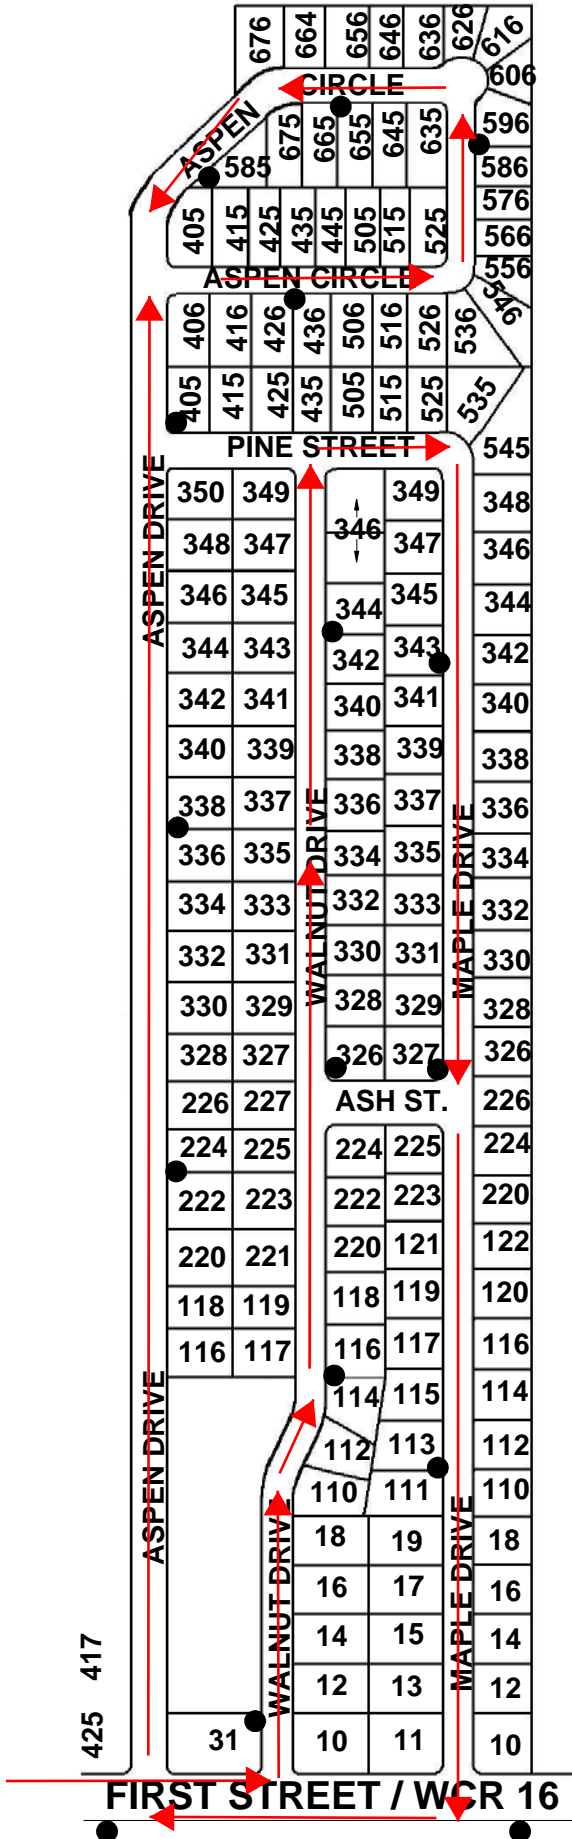 676 664 656 646 636 626 616
606
CIRCLE
ASPEN
585 675 665 655 645 635 596
586
576
405 415 425 435 445 505 515 525 566
ASPEN CIRCLE 556
546
406 416 426 436 506 516 526 536
405 415 425 435 505 515 525 535
PINE STREET 545
ASPEN DRIVE
350 349 349 348
346
348 347 347 346
346 345 344 345 344
344 343 342 343 342
342 341 340 341 340
340 339 338 339 338
338 337 336 337 336
WALNUT DRIVE
MAPLE DRIVE
336 335 334 335 334
334 333 332 333 332
332 331 330 331 330
330 329 328 329 328
328 327 326 327 326
226 227 ASH ST. 226
224 225 224 225 224
222 223 222 223 220
220 221 220 121 122
118 119 118 119 120
116 117 116 117 116
ASPEN DRIVE
114 115 114
112 113 112
110 111 110
WALNUT DRIVE
MAPLE DRIVE
18 19 18
16 17 16
417 14 15 14
12 13 12
425 31 10 11 10
FIRST STREET / WCR 16